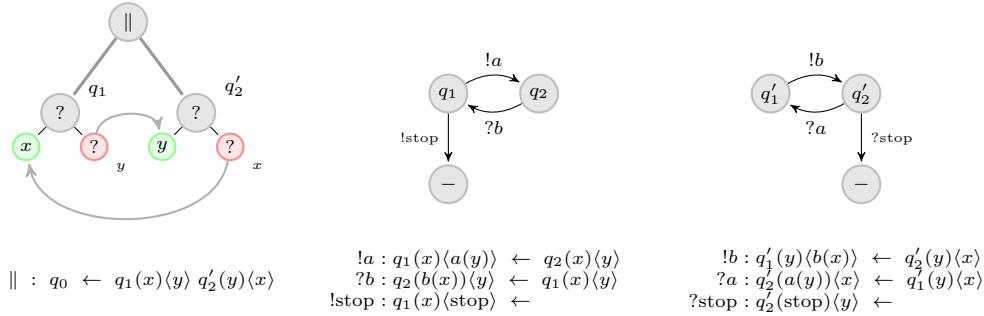 ∥
q₁
q′₂
?
?
x
?
y
?
y
x
!a
q₁
q₂
?b
!stop
−
!b
q′₁
q′₂
?a
?stop
−
∥ : q₀ ← q₁(x)⟨y⟩ q′₂(y)⟨x⟩
!a : q₁(x)⟨a(y)⟩ ← q₂(x)⟨y⟩
?b : q₂(b(x))⟨y⟩ ← q₁(x)⟨y⟩
!stop : q₁(x)⟨stop⟩ ←
!b : q′₁(y)⟨b(x)⟩ ← q′₂(y)⟨x⟩
?a : q′₂(a(y))⟨x⟩ ← q′₁(y)⟨x⟩
?stop : q′₂(stop)⟨y⟩ ←